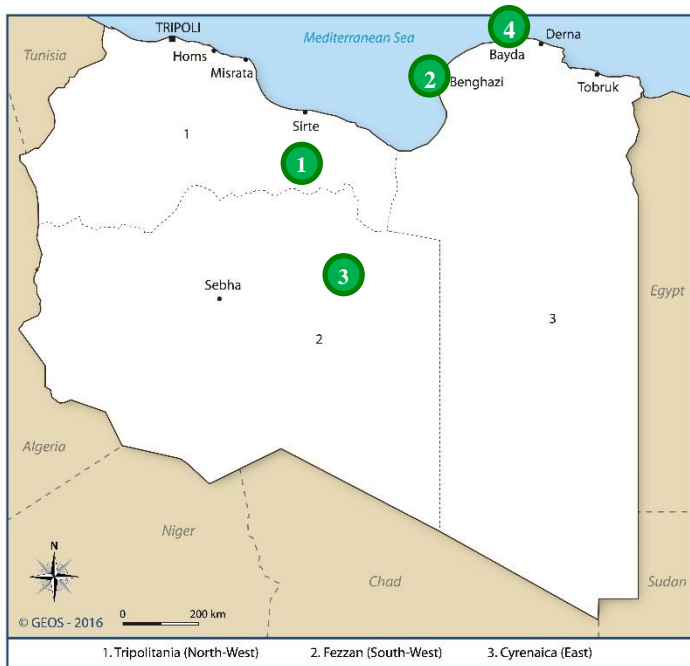 4
TRIPOLI
Mediterranean Sea
Derna
Tunisia
Homs
Bayda
Misrata
2
Benghazi
Tobruk
Sirte
1
1
3
Sebha
Egypt
3
2
Algeria
Niger
Chad
Sudan
N
© GEOS - 2016
0 200 km
1. Tripolitania (North-West) 2. Fezzan (South-West) 3. Cyrenaica (East)